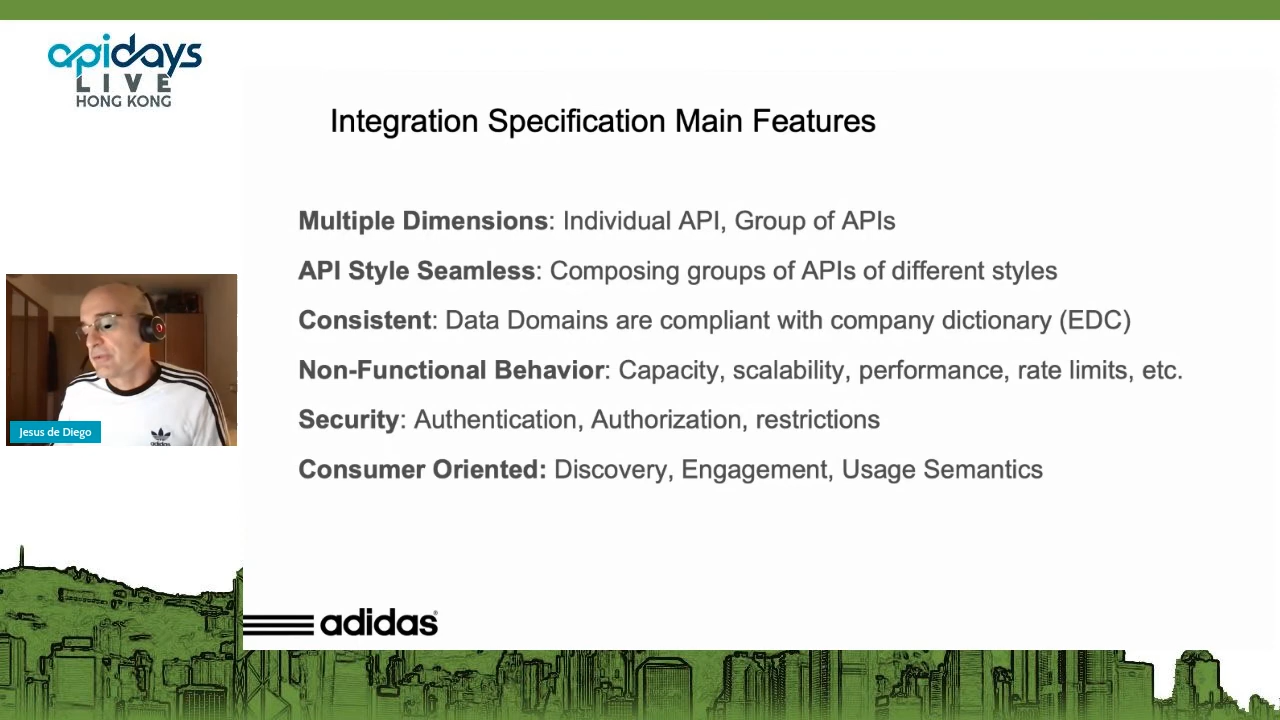 apidays
LIVE
HONG KONG
Integration Specification Main Features
Multiple Dimensions: Individual API, Group of APIs
API Style Seamless: Composing groups of APIs of different styles
Consistent: Data Domains are compliant with company dictionary (EDC)
Non-Functional Behavior: Capacity, scalability, performance, rate limits, etc.
Security: Authentication, Authorization, restrictions
Consumer Oriented: Discovery, Engagement, Usage Semantics
Jesus de Diego
adidas®